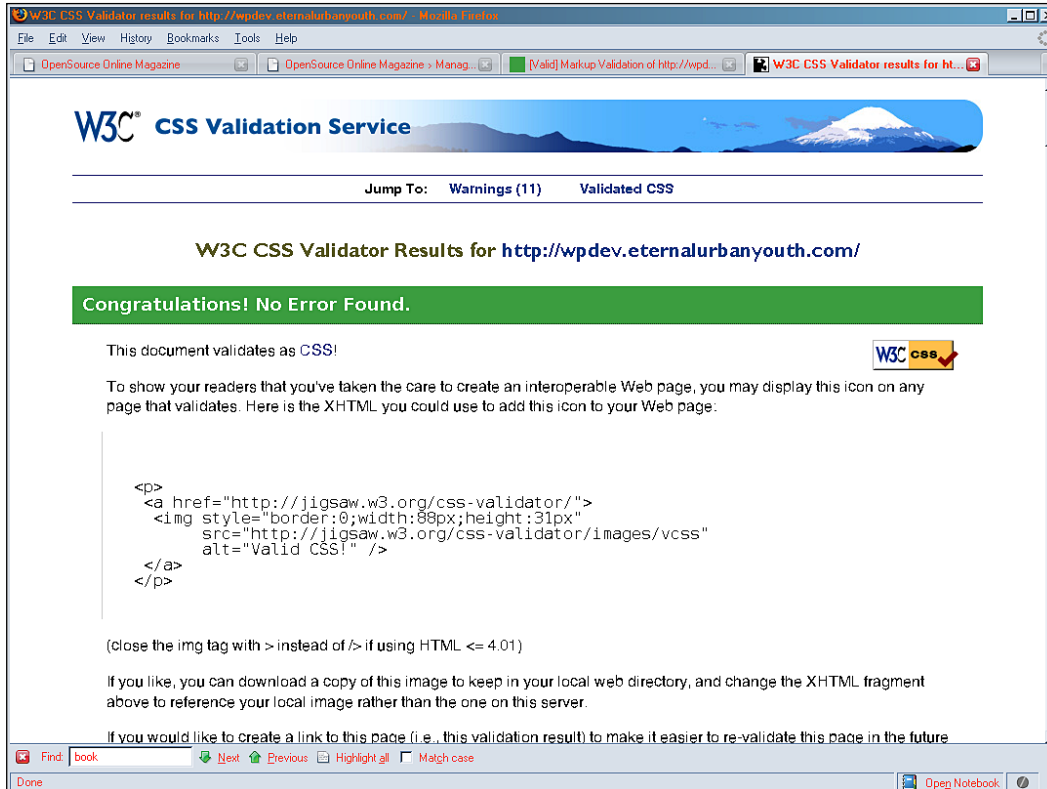 W3C CSS Validator results for http://wpdev.eternalurbanyouth.com/ - Mozilla Firefox
File Edit View History Bookmarks Tools Help
OpenSource Online Magazine OpenSource Online Magazine › Manag... [Valid] Markup Validation of http://wpd... W3C CSS Validator results for ht...
W3C® CSS Validation Service
Jump To: Warnings (11) Validated CSS
W3C CSS Validator Results for http://wpdev.eternalurbanyouth.com/
Congratulations! No Error Found.
This document validates as CSS!
W3C css
To show your readers that you've taken the care to create an interoperable Web page, you may display this icon on any
page that validates. Here is the XHTML you could use to add this icon to your Web page:
<p>
<a href="http://jigsaw.w3.org/css-validator/">
<img style="border:0;width:88px;height:31px"
src="http://jigsaw.w3.org/css-validator/images/vcss"
alt="Valid CSS!" />
</a>
</p>
(close the img tag with > instead of /> if using HTML <= 4.01)
If you like, you can download a copy of this image to keep in your local web directory, and change the XHTML fragment
above to reference your local image rather than the one on this server.
If you would like to create a link to this page (i.e., this validation result) to make it easier to re-validate this page in the future
Find: book Next Previous Highlight all Match case
Done Open Notebook